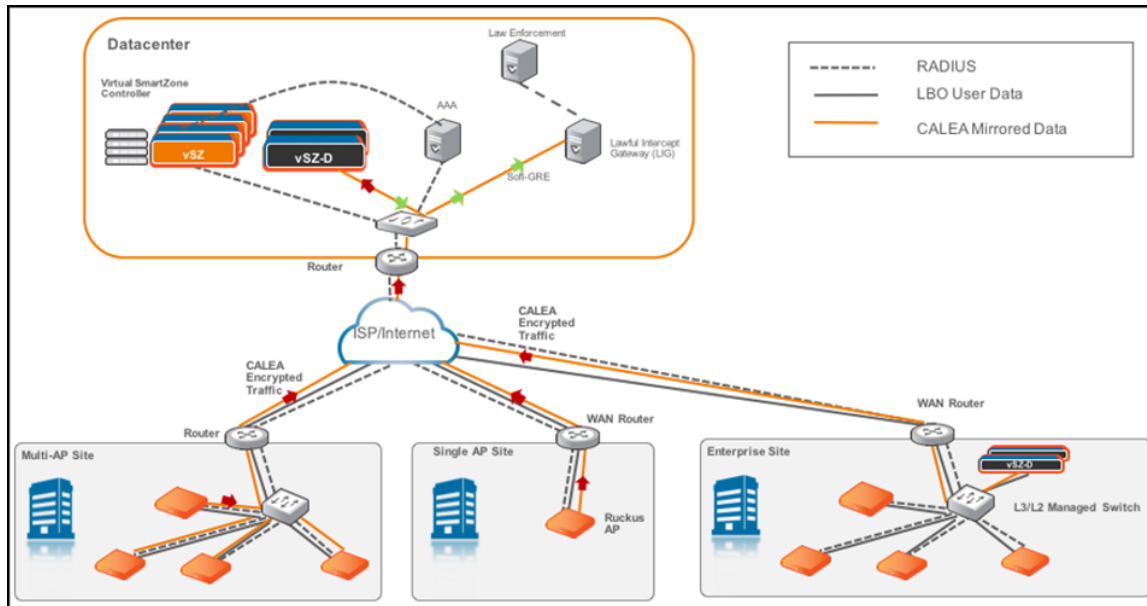 Datacenter
Law Enforcement
Virtual SmartZone
Controller
AAA
vSZ
vSZ-D
Lawful Intercept
Gateway (LIG)
Soft-GRE
Router
RADIUS
LBO User Data
CALEA Mirrored Data
ISP/Internet
CALEA
Encrypted
Traffic
CALEA
Encrypted
Traffic
Router
WAN Router
WAN Router
Multi-AP Site
Single AP Site
Enterprise Site
vSZ-D
L3/L2 Managed Switch
Ruckus
AP